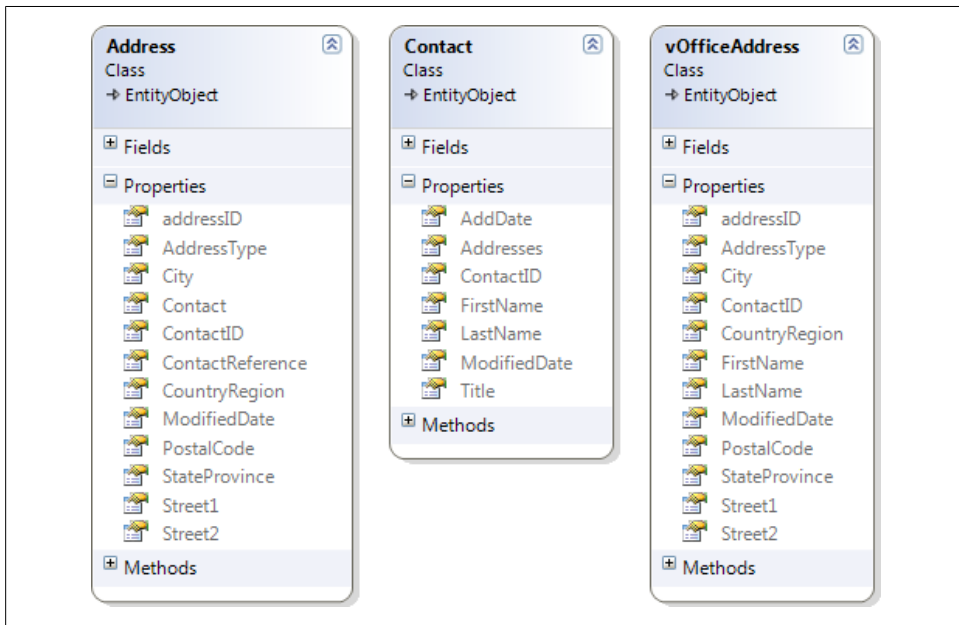 Address
Class
EntityObject
Fields
Properties
addressID
AddressType
City
Contact
ContactID
ContactReference
CountryRegion
ModifiedDate
PostalCode
StateProvince
Street1
Street2
Methods
Contact
Class
EntityObject
Fields
Properties
AddDate
Addresses
ContactID
FirstName
LastName
ModifiedDate
Title
Methods
vOfficeAddress
Class
EntityObject
Fields
Properties
addressID
AddressType
City
ContactID
CountryRegion
FirstName
LastName
ModifiedDate
PostalCode
StateProvince
Street1
Street2
Methods